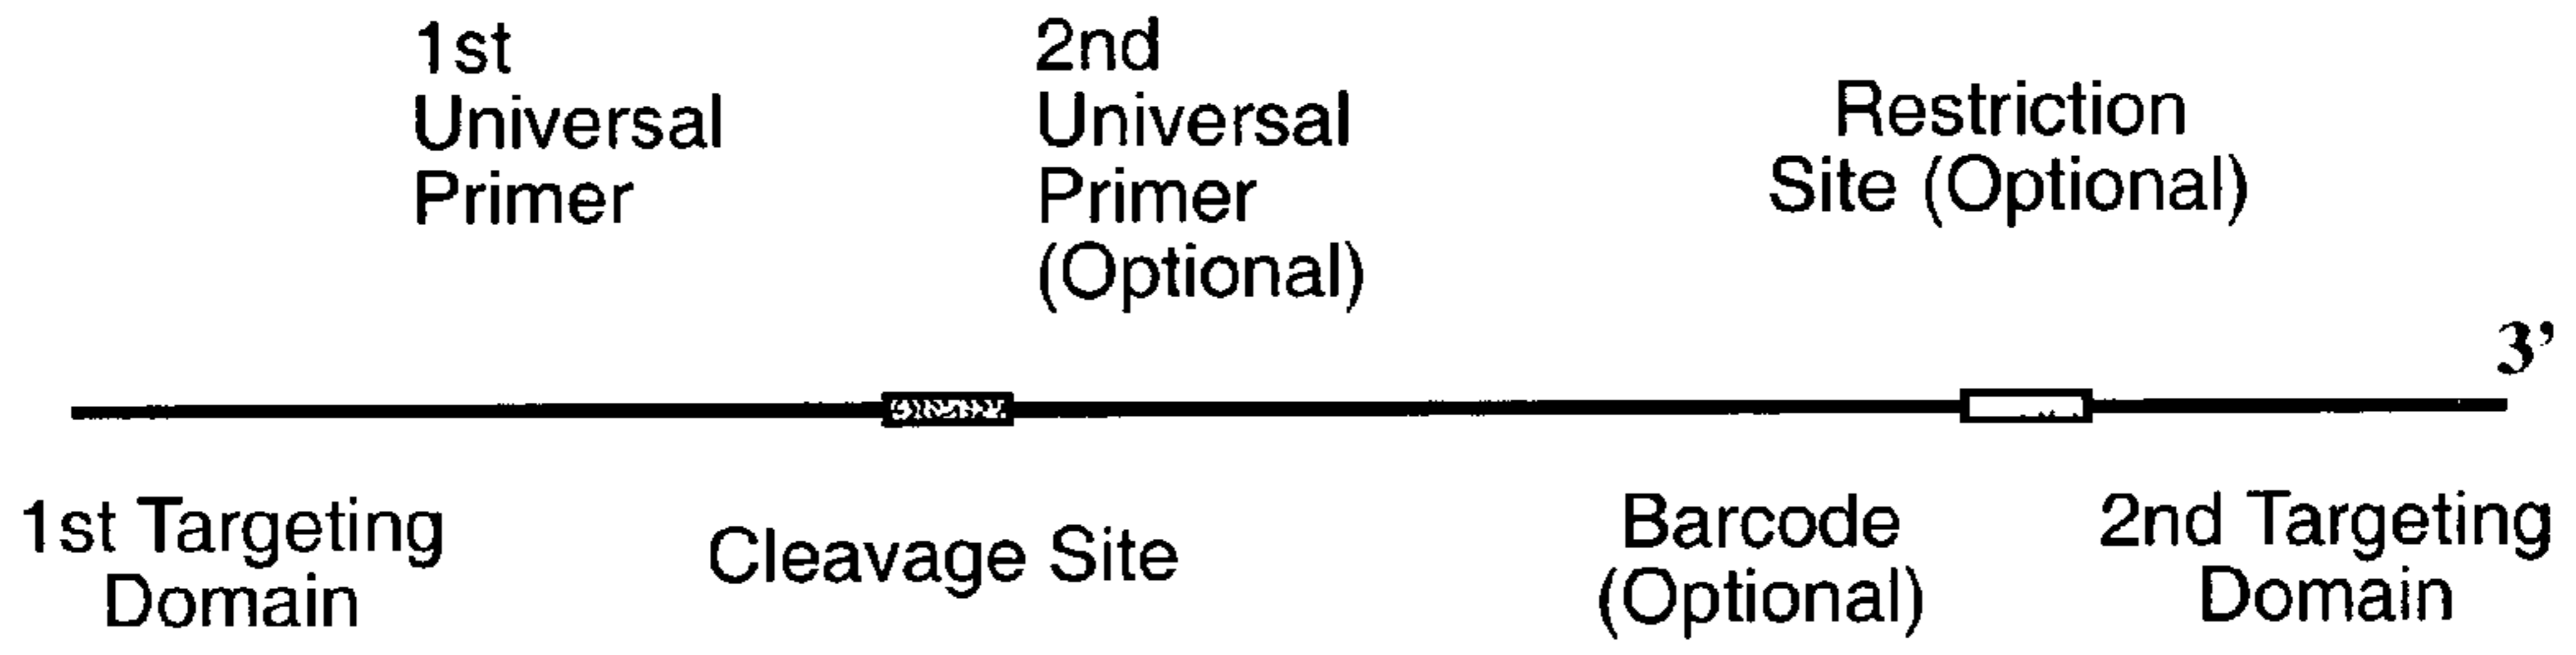 1st
Universal
Primer
2nd
Universal
Primer
(Optional)
Restriction
Site (Optional)
3’
1st Targeting
Domain
Cleavage Site
Barcode
(Optional)
2nd Targeting
Domain